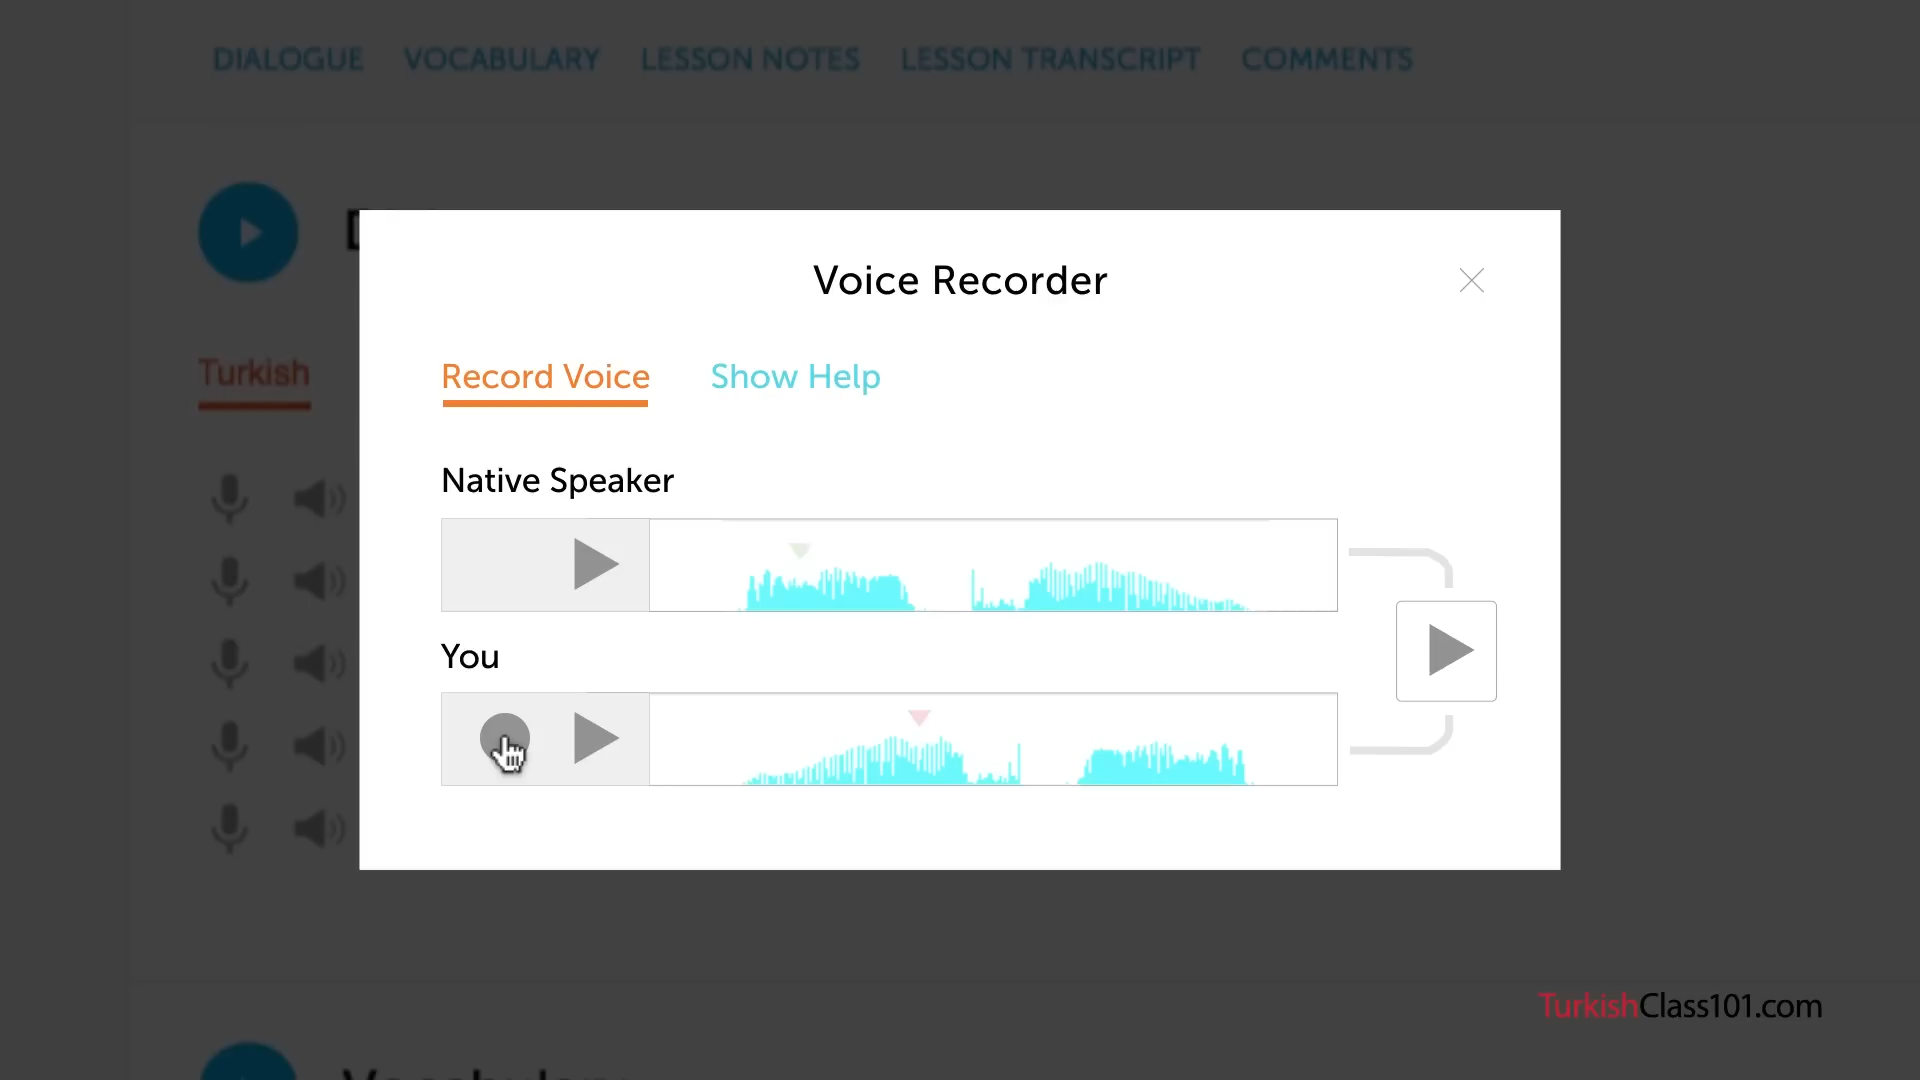 DIALOGUE VOCABULARY LESSON NOTES LESSON TRANSCRIPT COMMENTS
Voice Recorder
Turkish
Record Voice Show Help
Native Speaker
You
TurkishClass101.com